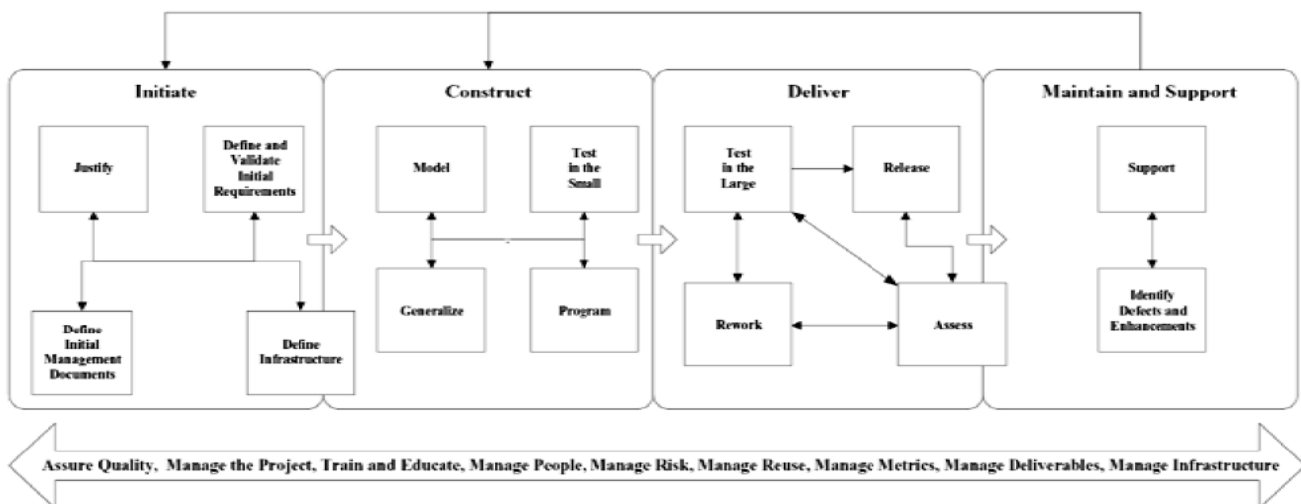 Initiate
Construct
Deliver
Maintain and Support
Justify
Define and
Validate
Initial
Requirements
Define
Initial
Management
Documents
Define
Infrastructure
Model
Test
in the
Small
Generalize
Program
Test
in the
Large
Release
Rework
Assess
Support
Identify
Defects and
Enhancements
Assure Quality, Manage the Project, Train and Educate, Manage People, Manage Risk, Manage Reuse, Manage Metrics, Manage Deliverables, Manage Infrastructure